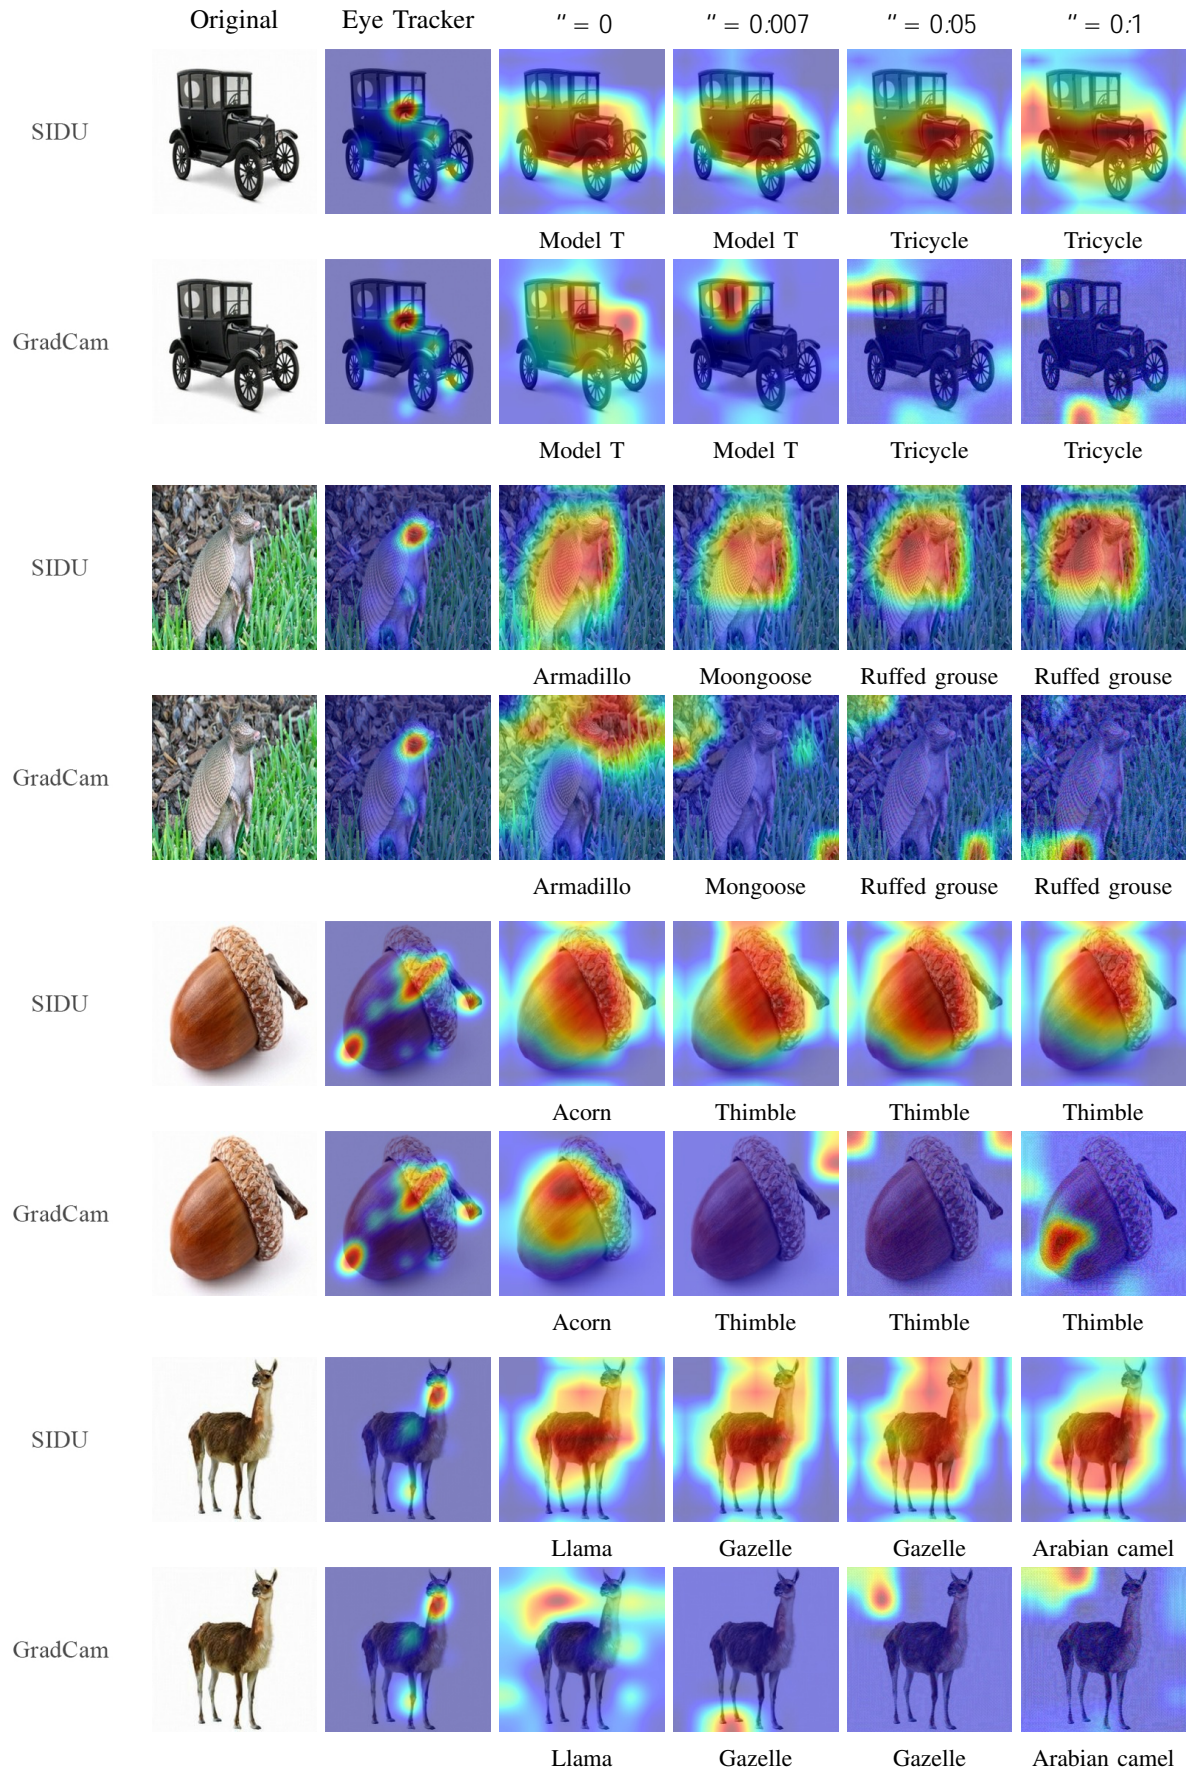 Original Eye Tracker " = 0 " = 0:007 " = 0:05 " = 0:1
SIDU
Model T Model T Tricycle Tricycle
GradCam
Model T Model T Tricycle Tricycle
SIDU
Armadillo Moongoose Ruffed grouse Ruffed grouse
GradCam
Armadillo Mongoose Ruffed grouse Ruffed grouse
SIDU
Acorn Thimble Thimble Thimble
GradCam
Acorn Thimble Thimble Thimble
SIDU
Llama Gazelle Gazelle Arabian camel
GradCam
Llama Gazelle Gazelle Arabian camel